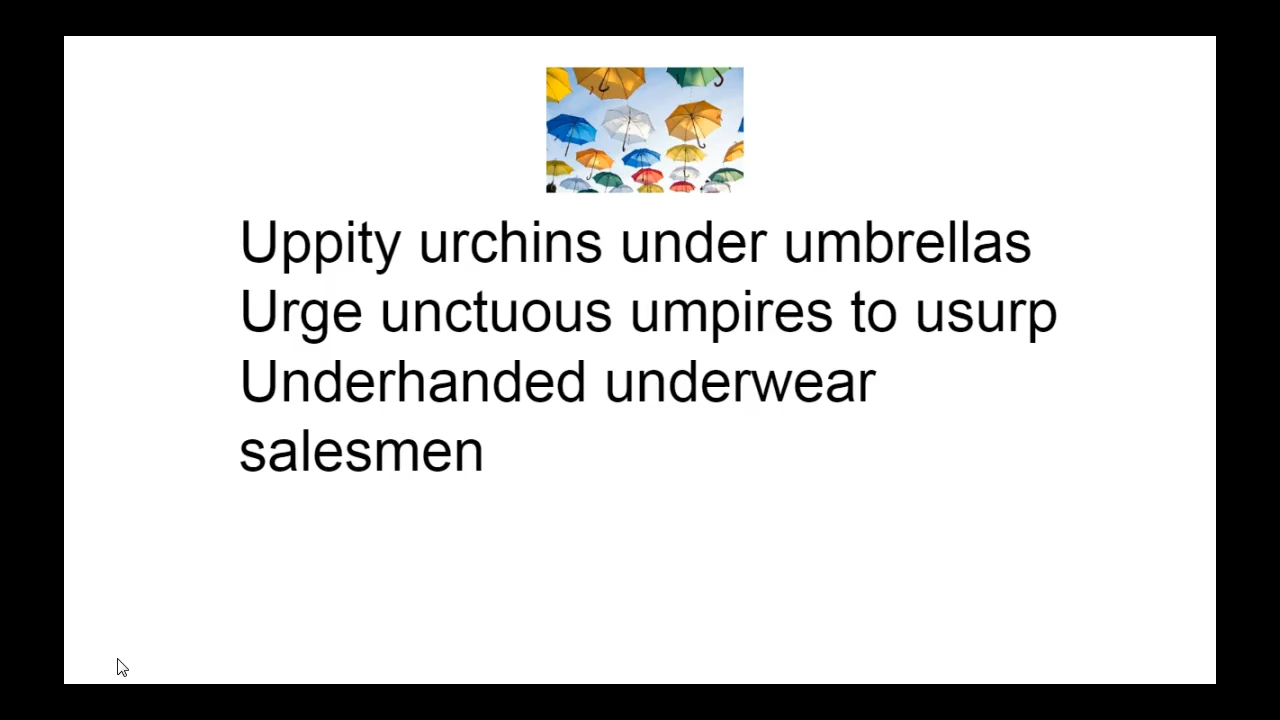 Uppity urchins under umbrellas
Urge unctuous umpires to usurp
Underhanded underwear
salesmen